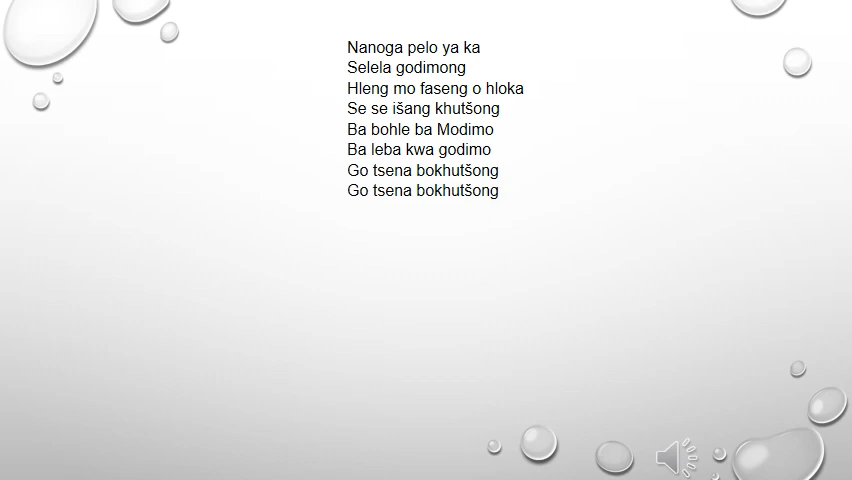 Nanoga pelo ya ka
Selela godimong
Hleng mo faseng o hloka
Se se išang khutšong
Ba bohle ba Modimo
Ba leba kwa godimo
Go tsena bokhutšong
Go tsena bokhutšong